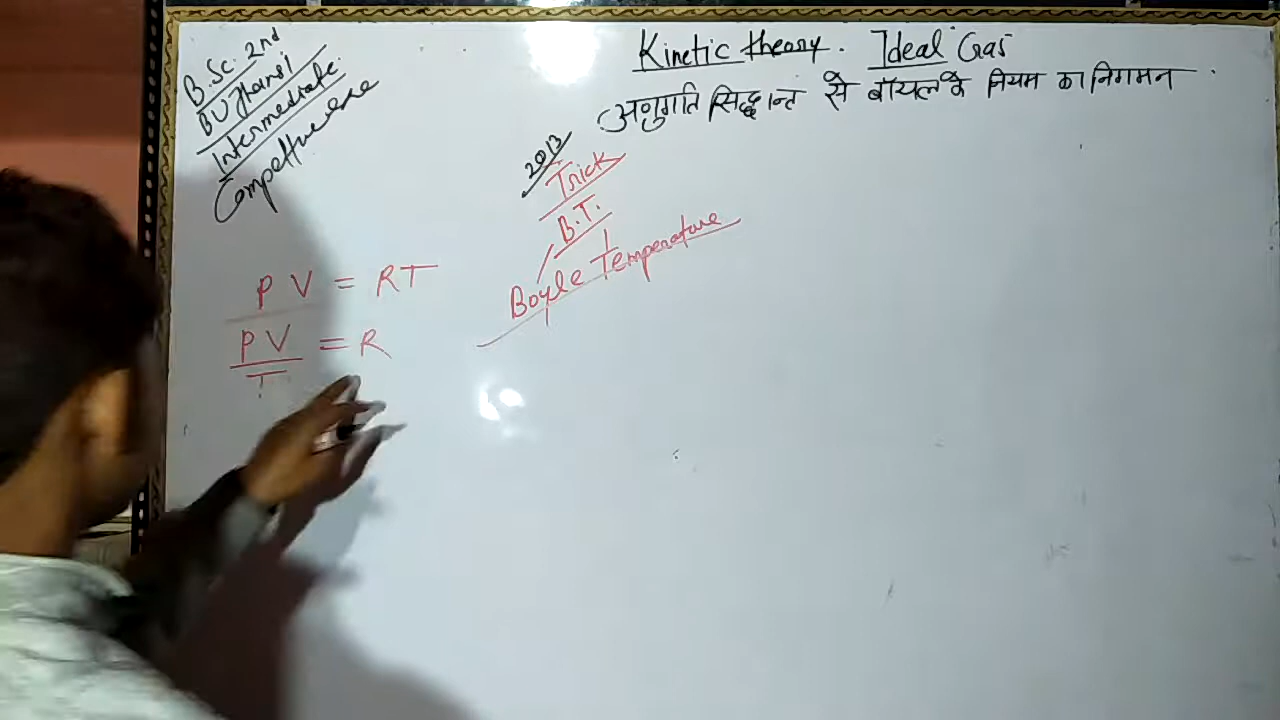 B.Sc. 2nd
BU Jhansi
Intermediate.
Kinetic theory. Ideal Gas
अणुगति सिद्धान्त से बॉयल के नियम का निगमन
2013
Trick
B.T.
Boyle Temperature
PV = RT
PV = R
T